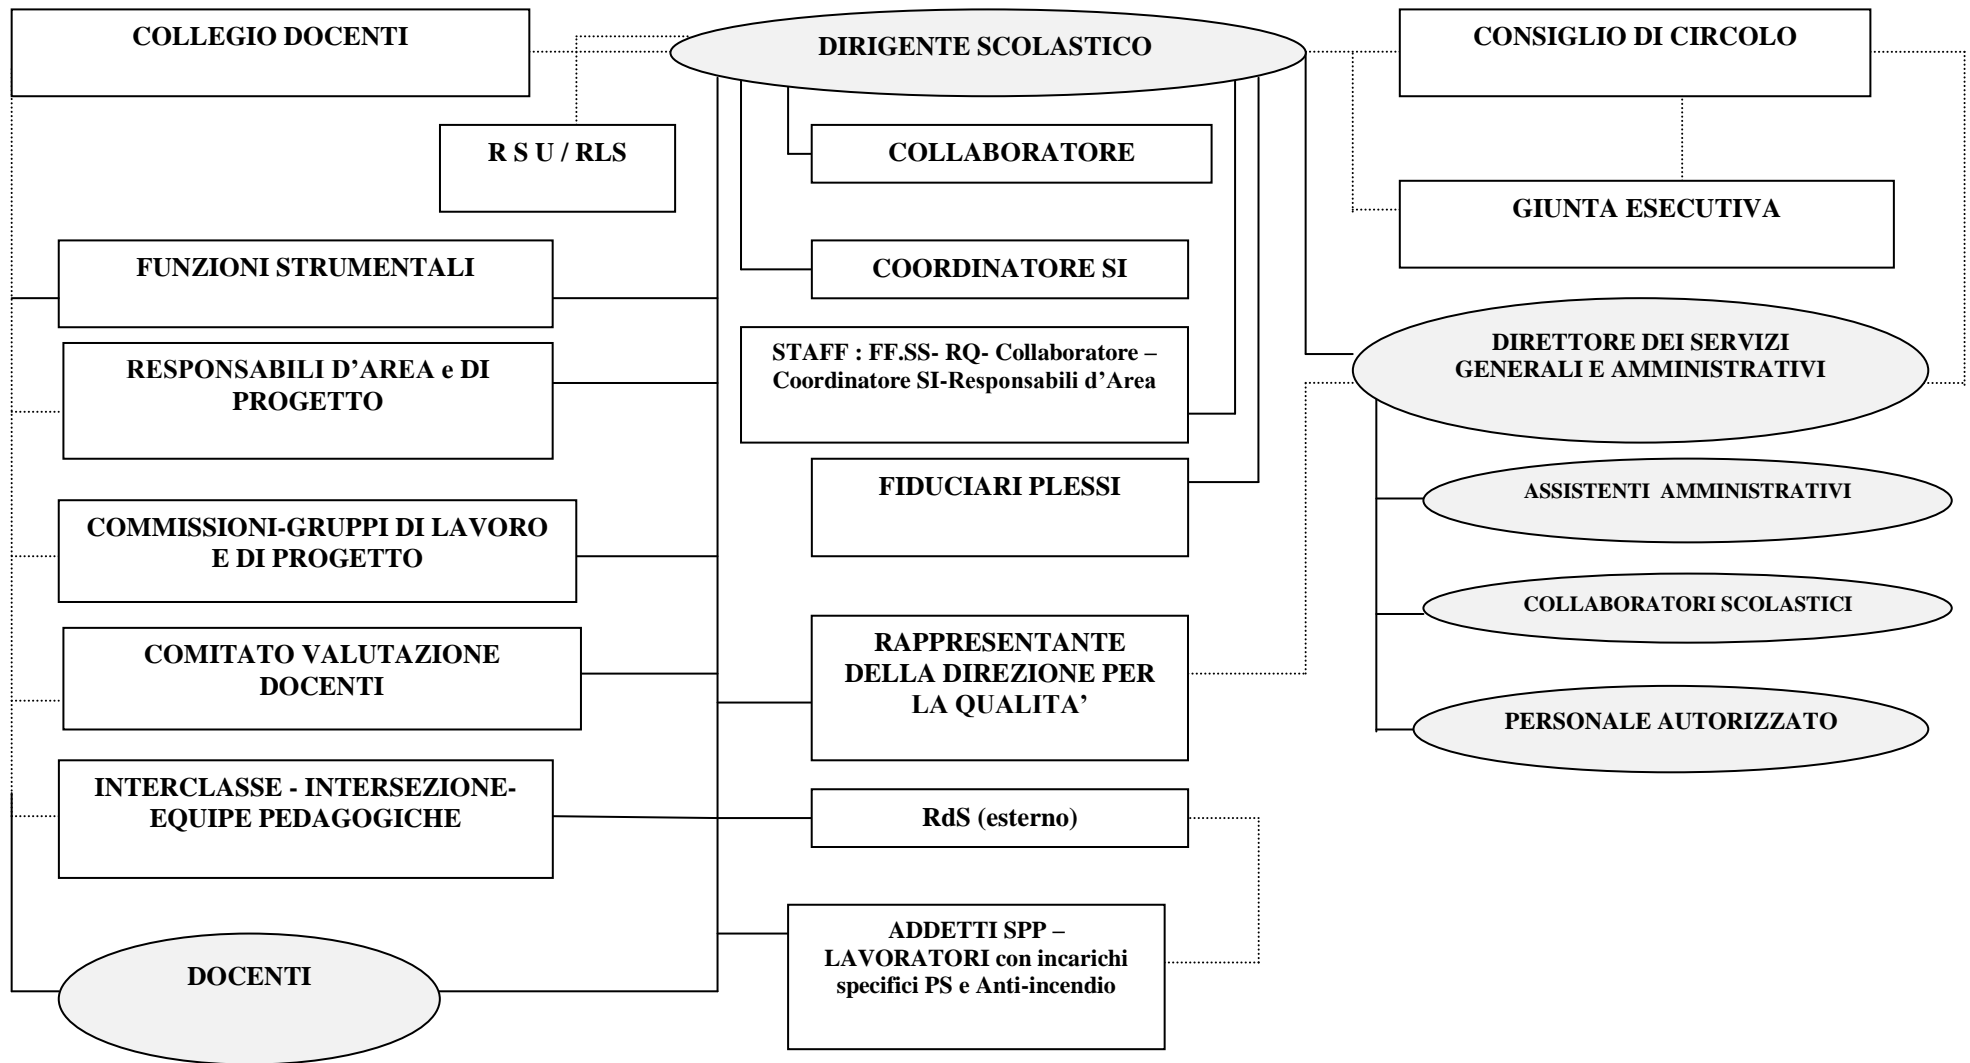 COLLEGIO DOCENTI
DIRIGENTE SCOLASTICO
CONSIGLIO DI CIRCOLO
R S U / RLS
COLLABORATORE
GIUNTA ESECUTIVA
FUNZIONI STRUMENTALI
COORDINATORE SI
RESPONSABILI D’AREA e DI
PROGETTO
STAFF : FF.SS- RQ- Collaboratore –
Coordinatore SI-Responsabili d’Area
DIRETTORE DEI SERVIZI
GENERALI E AMMINISTRATIVI
FIDUCIARI PLESSI
ASSISTENTI AMMINISTRATIVI
COMMISSIONI-GRUPPI DI LAVORO
E DI PROGETTO
COLLABORATORI SCOLASTICI
COMITATO VALUTAZIONE
DOCENTI
RAPPRESENTANTE
DELLA DIREZIONE PER
LA QUALITA’
PERSONALE AUTORIZZATO
INTERCLASSE - INTERSEZIONE-
EQUIPE PEDAGOGICHE
RdS (esterno)
ADDETTI SPP –
LAVORATORI con incarichi
specifici PS e Anti-incendio
DOCENTI